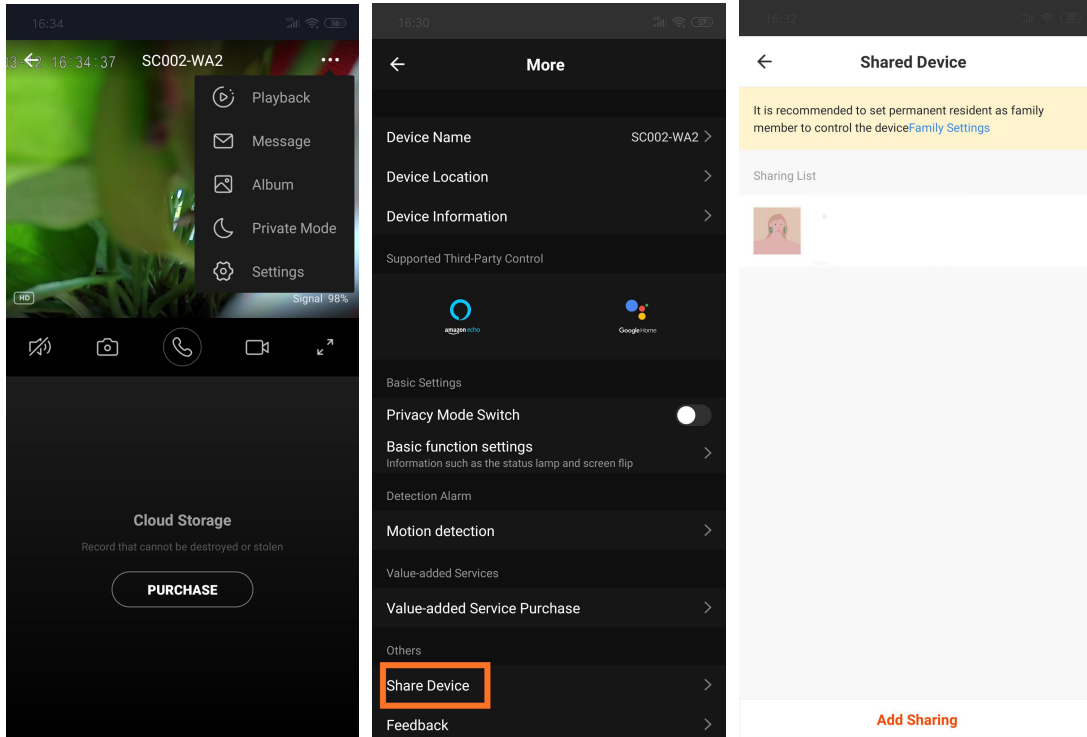 16:34
56
16:34:37
SC002-WA2
Playback
Message
Album
Private Mode
Settings
HD
Signal 98%
Cloud Storage
Record that cannot be destroyed or stolen
PURCHASE
16:30
57
More
Device Name
SC002-WA2
Device Location
Device Information
Supported Third-Party Control
amazon echo
Google Home
Basic Settings
Privacy Mode Switch
Basic function settings
Information such as the status lamp and screen flip
Detection Alarm
Motion detection
Value-added Services
Value-added Service Purchase
Others
Share Device
Feedback
16:32
Shared Device
It is recommended to set permanent resident as family
member to control the deviceFamily Settings
Sharing List
Add Sharing